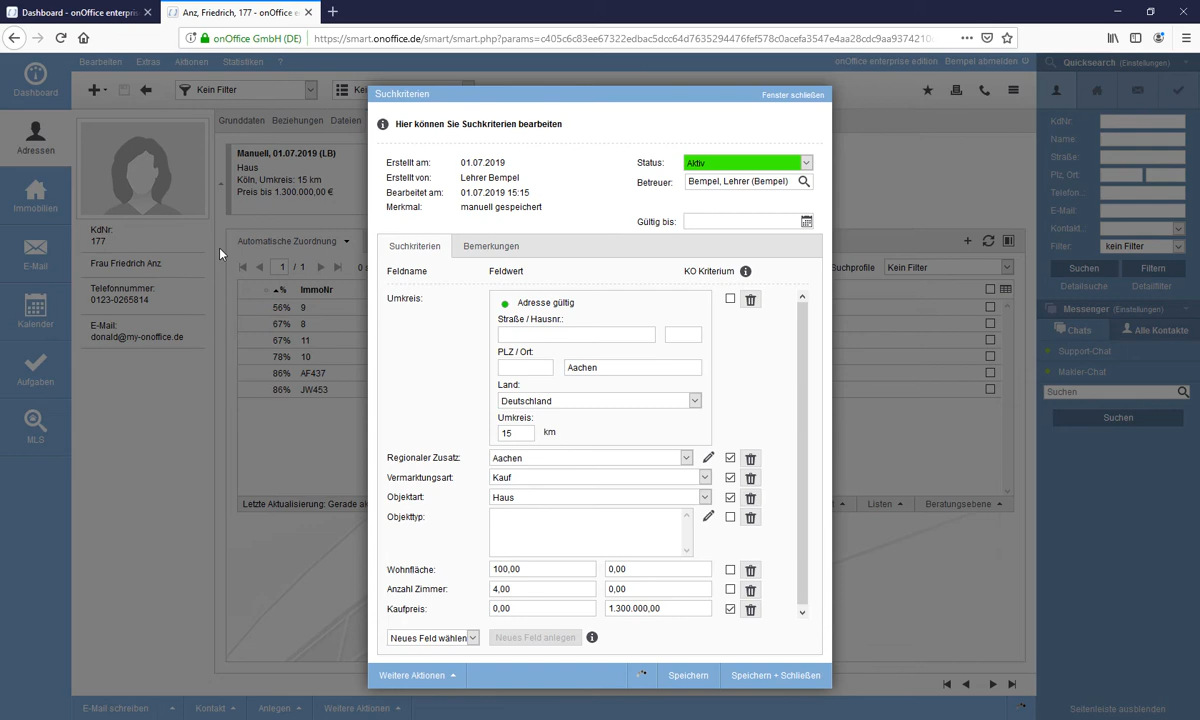 Dashboard - onOffice enterpris
Anz, Friedrich, 177 - onOffice e
onOffice GmbH (DE)
https://smart.onoffice.de/smart/smart.php?params=c405c6c83ee67322edbac5dcc64d7635294476fef578c0acefa3547e4aa28cdc9aa9374210
Bearbeiten
Extras
Aktionen
Statistiken
?
onOffice enterprise edition
Bempel abmelden
Quicksearch (Einstellungen)
Dashboard
Adressen
Immobilien
E-Mail
Kalender
Aufgaben
MLS
Kein Filter
Grunddaten
Beziehungen
Dateien
Manuell, 01.07.2019 (LB)
Haus
Köln, Umkreis: 15 km
Preis bis 1.300.000,00 €
KdNr:
177
Frau Friedrich Anz
Telefonnummer:
0123-0265814
E-Mail:
donald@my-onoffice.de
Automatische Zuordnung
1 / 1
ImmoNr
56% 9
67% 8
67% 11
78% 10
86% AF437
86% JW453
Letzte Aktualisierung: Gerade
Suchkriterien
Fenster schließen
Hier können Sie Suchkriterien bearbeiten
Erstellt am: 01.07.2019
Erstellt von: Lehrer Bempel
Bearbeitet am: 01.07.2019 15:15
Merkmal: manuell gespeichert
Status: Aktiv
Betreuer: Bempel, Lehrer (Bempel)
Gültig bis:
Suchkriterien
Bemerkungen
Feldname
Feldwert
KO Kriterium
Umkreis:
Adresse gültig
Straße / Hausnr.:
PLZ / Ort:
Aachen
Land:
Deutschland
Umkreis:
15 km
Regionaler Zusatz: Aachen
Vermarktungsart: Kauf
Objektart: Haus
Objekttyp:
Wohnfläche: 100,00 0,00
Anzahl Zimmer: 4,00 0,00
Kaufpreis: 0,00 1.300.000,00
Neues Feld wählen
Neues Feld anlegen
Weitere Aktionen
Speichern
Speichern + Schließen
Suchprofile
Kein Filter
Listen
Beratungsebene
KdNr:
Name:
Straße:
Plz, Ort:
Telefon..
E-Mail:
Kontakt...
Filter:
kein Filter
Suchen
Filtern
Detailsuche
Detailfilter
Messenger (Einstellungen)
Chats
Alle Kontakte
Support-Chat
Makler-Chat
Suchen
Suchen
E-Mail schreiben
Kontakt
Anlegen
Weitere Aktionen
Seitenleiste ausblenden